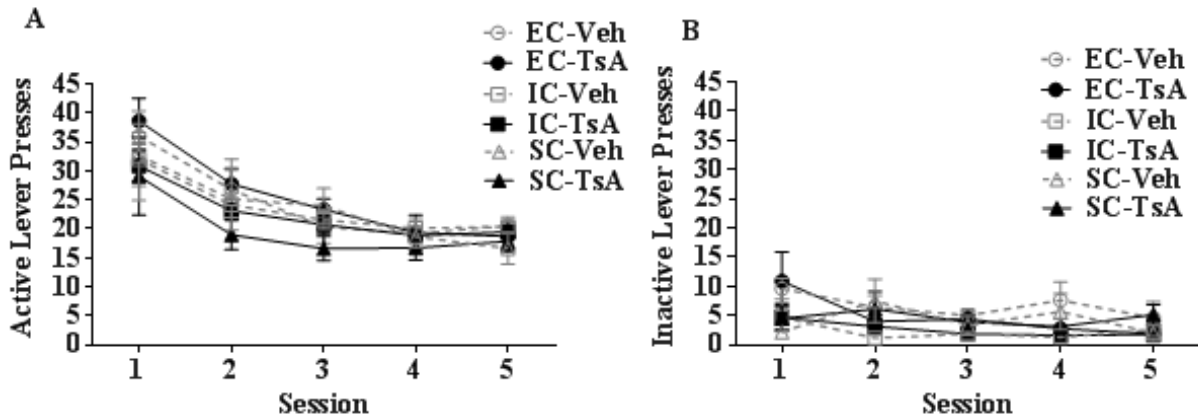 A
EC-Veh
EC-TsA
IC-Veh
IC-TsA
SC-Veh
SC-TsA
Active Lever Presses
45
40
35
30
25
20
15
10
5
0
1 2 3 4 5
Session
B
EC-Veh
EC-TsA
IC-Veh
IC-TsA
SC-Veh
SC-TsA
Inactive Lever Presses
45
40
35
30
25
20
15
10
5
0
1 2 3 4 5
Session